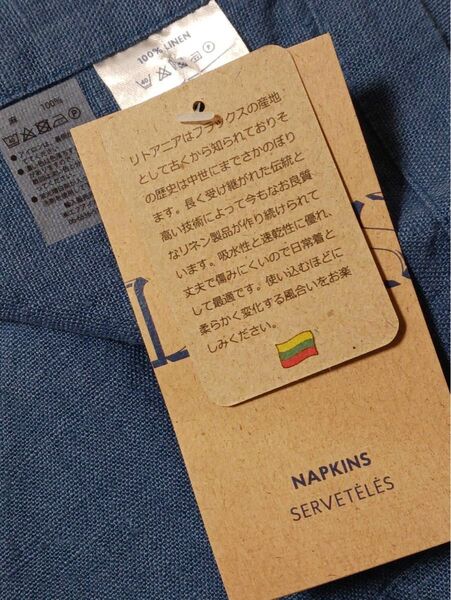 100% LINEN
麻 100%
リトアニアはフラックスの産地
として古くから知られておりそ
の歴史は中世にまでさかのぼり
ます。長く受け継がれた伝統と
高い技術によって今もなお良質
なリネン製品が作り続けられて
います。吸水性と速乾性に優れ、
丈夫で傷みにくいので日常着と
して最適です。使い込むほどに
柔らかく変化する風合いをお楽
しみください。
NAPKINS
SERVETĖLĖS